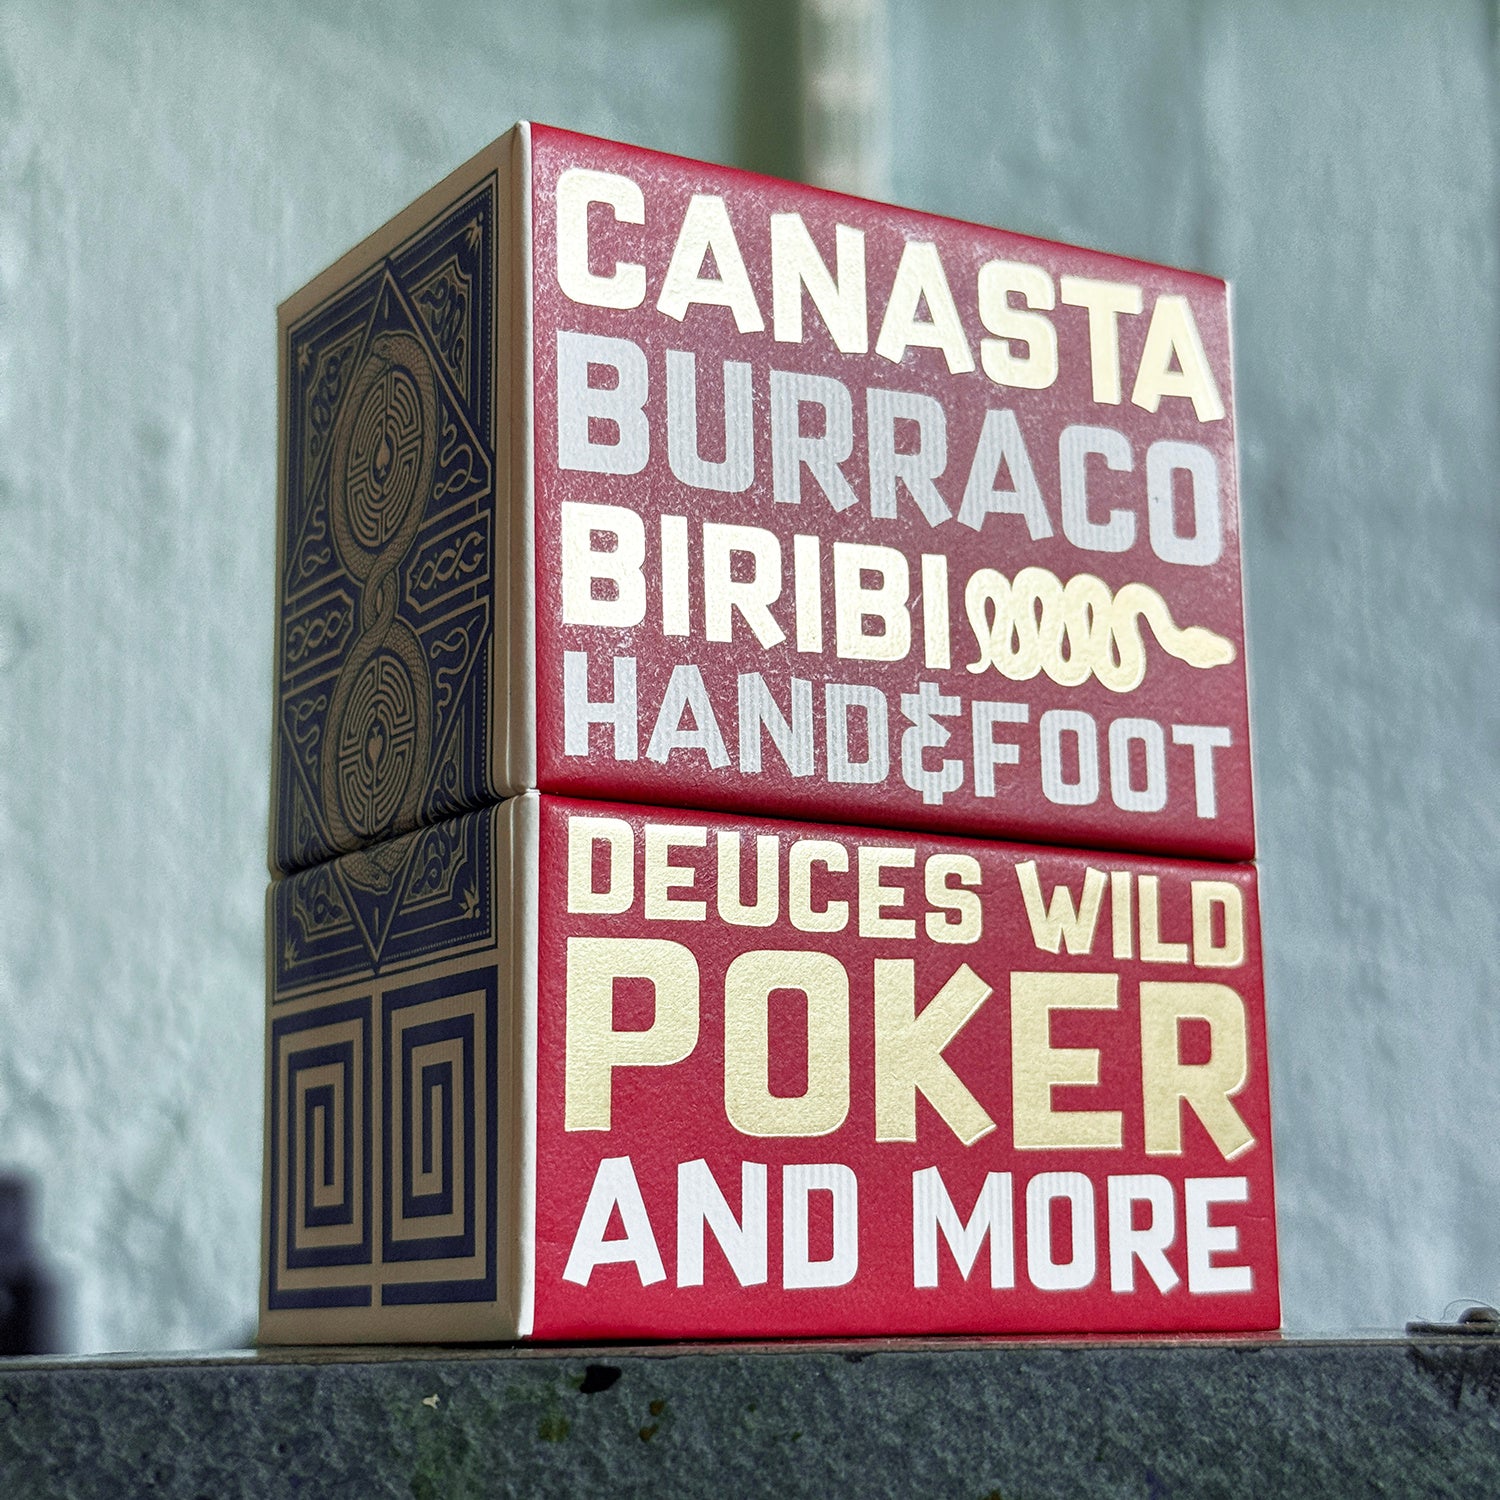 CANASTA
BURRACO
BIRIBI
HAND&FOOT
DEUCES WILD
POKER
AND MORE